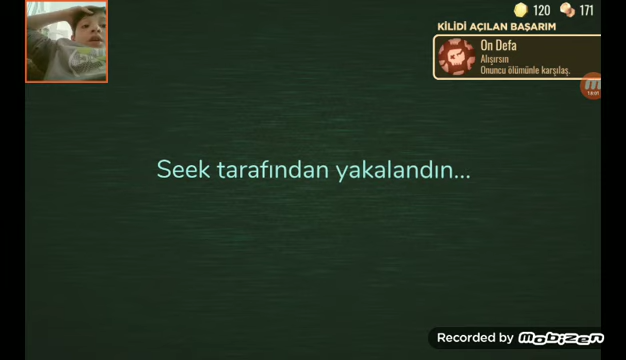 120 171
KİLİDİ AÇILAN BAŞARIM
On Defa
Alışırsın
Onuncu ölümünle karşılaş.
Seek tarafından yakalandın...
Recorded by mobizen